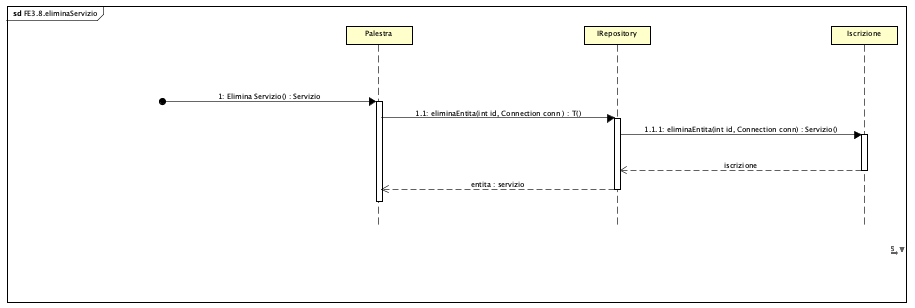 sd FE3.8.eliminaServizio
Palestra
IRepository
Iscrizione
1: Elimina Servizio() : Servizio
1.1: eliminaEntita(int id, Connection conn ) : T()
1.1.1: eliminaEntita(int id, Connection conn) : Servizio()
iscrizione
entita : servizio